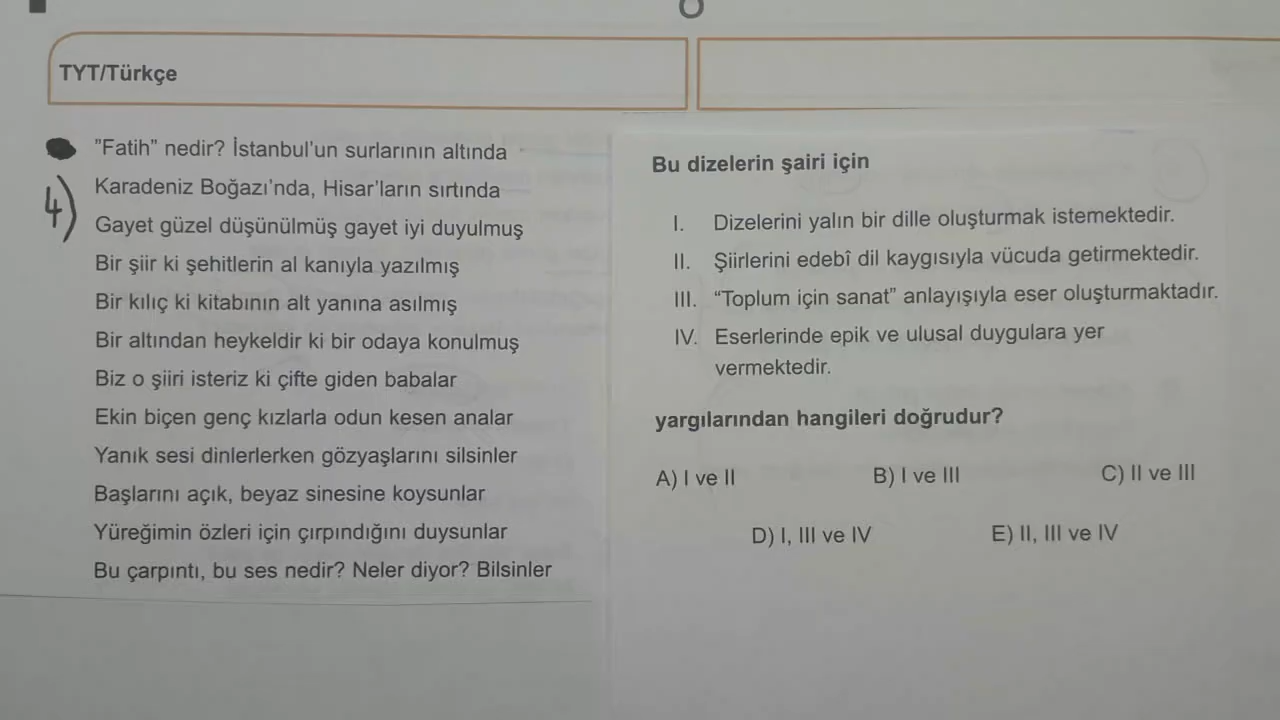 TYT/Türkçe
4)
”Fatih” nedir? İstanbul’un surlarının altında
Karadeniz Boğazı’nda, Hisar’ların sırtında
Gayet güzel düşünülmüş gayet iyi duyulmuş
Bir şiir ki şehitlerin al kanıyla yazılmış
Bir kılıç ki kitabının alt yanına asılmış
Bir altından heykeldir ki bir odaya konulmuş
Biz o şiiri isteriz ki çifte giden babalar
Ekin biçen genç kızlarla odun kesen analar
Yanık sesi dinlerlerken gözyaşlarını silsinler
Başlarını açık, beyaz sinesine koysunlar
Yüreğimin özleri için çırpındığını duysunlar
Bu çarpıntı, bu ses nedir? Neler diyor? Bilsinler
Bu dizelerin şairi için
I. Dizelerini yalın bir dille oluşturmak istemektedir.
II. Şiirlerini edebî dil kaygısıyla vücuda getirmektedir.
III. “Toplum için sanat” anlayışıyla eser oluşturmaktadır.
IV. Eserlerinde epik ve ulusal duygulara yer
vermektedir.
yargılarından hangileri doğrudur?
A) I ve II B) I ve III C) II ve III
D) I, III ve IV E) II, III ve IV